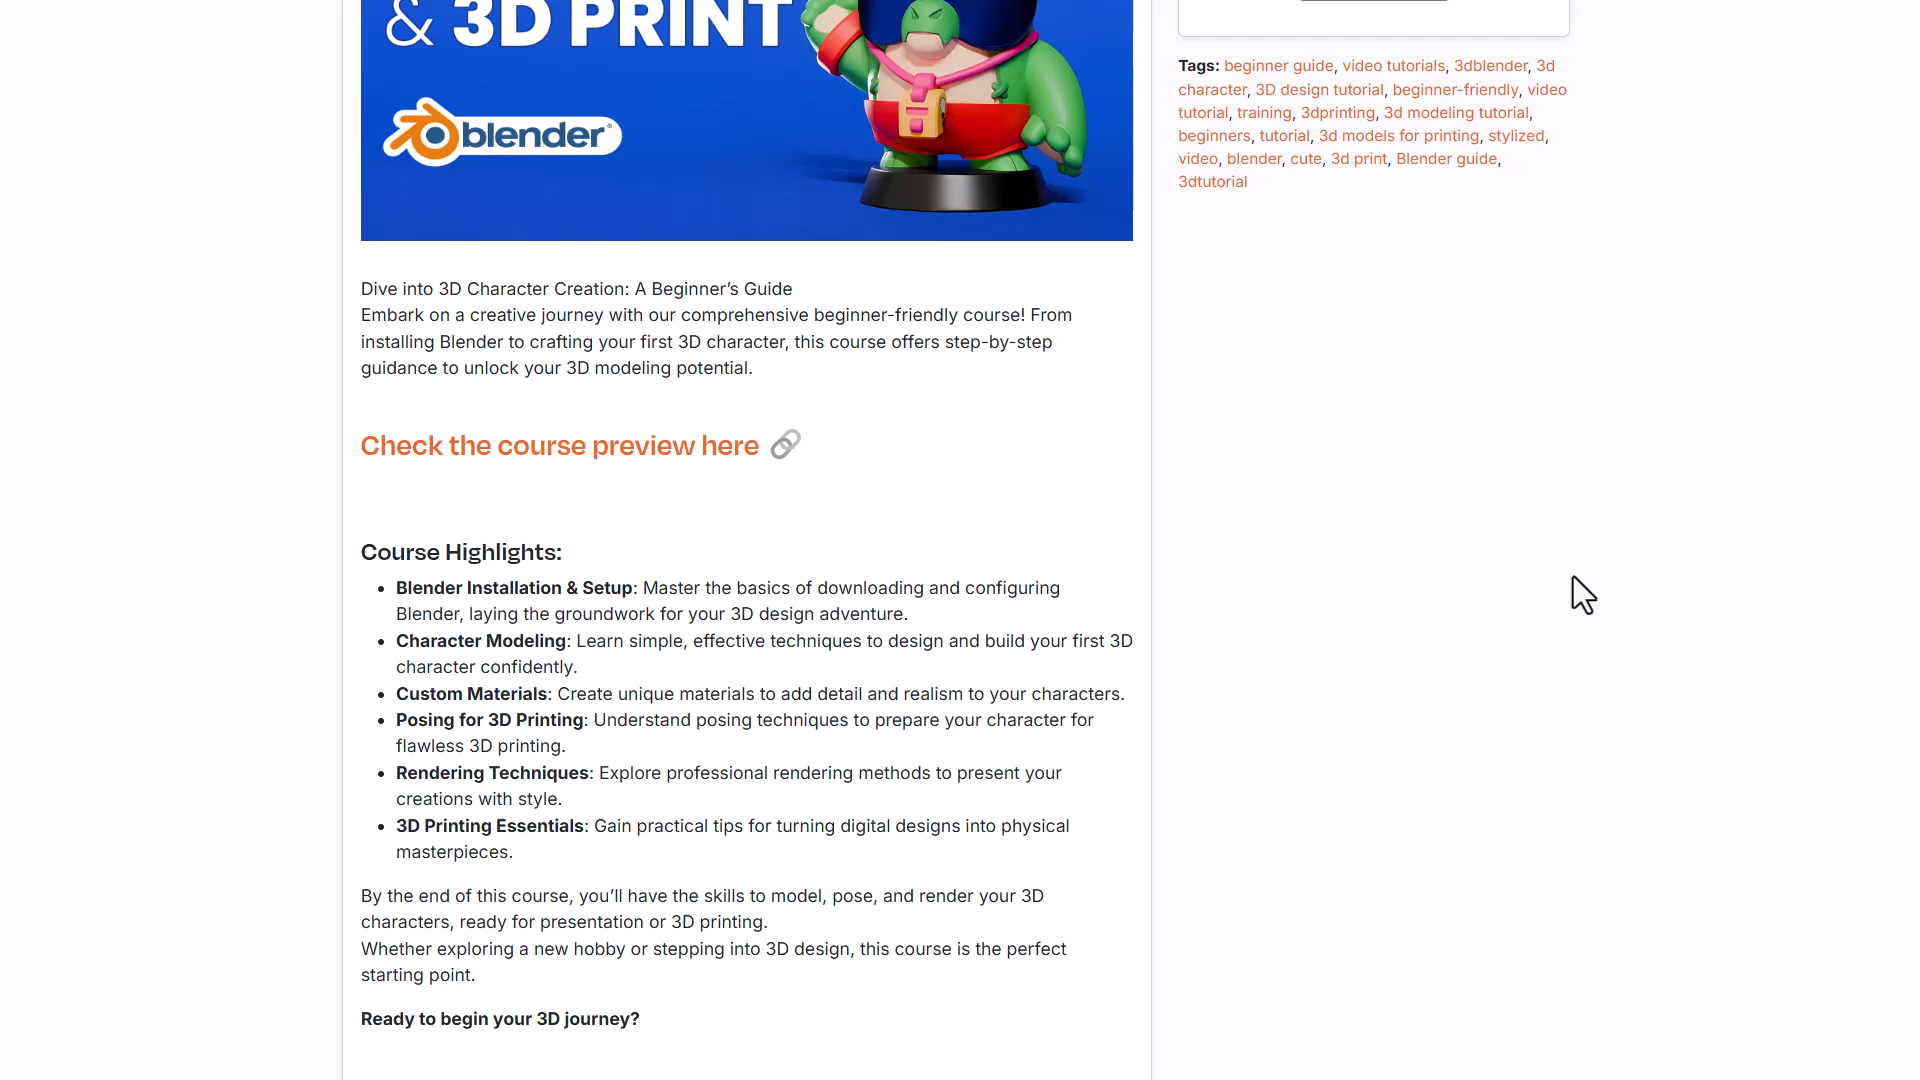 & 3D PRINT
blender
Dive into 3D Character Creation: A Beginner’s Guide
Embark on a creative journey with our comprehensive beginner-friendly course! From
installing Blender to crafting your first 3D character, this course offers step-by-step
guidance to unlock your 3D modeling potential.
Check the course preview here
Course Highlights:
• Blender Installation & Setup: Master the basics of downloading and configuring
Blender, laying the groundwork for your 3D design adventure.
• Character Modeling: Learn simple, effective techniques to design and build your first 3D
character confidently.
• Custom Materials: Create unique materials to add detail and realism to your characters.
• Posing for 3D Printing: Understand posing techniques to prepare your character for
flawless 3D printing.
• Rendering Techniques: Explore professional rendering methods to present your
creations with style.
• 3D Printing Essentials: Gain practical tips for turning digital designs into physical
masterpieces.
By the end of this course, you’ll have the skills to model, pose, and render your 3D
characters, ready for presentation or 3D printing.
Whether exploring a new hobby or stepping into 3D design, this course is the perfect
starting point.
Ready to begin your 3D journey?
Tags: beginner guide, video tutorials, 3dblender, 3d
character, 3D design tutorial, beginner-friendly, video
tutorial, training, 3dprinting, 3d modeling tutorial,
beginners, tutorial, 3d models for printing, stylized,
video, blender, cute, 3d print, Blender guide,
3dtutorial